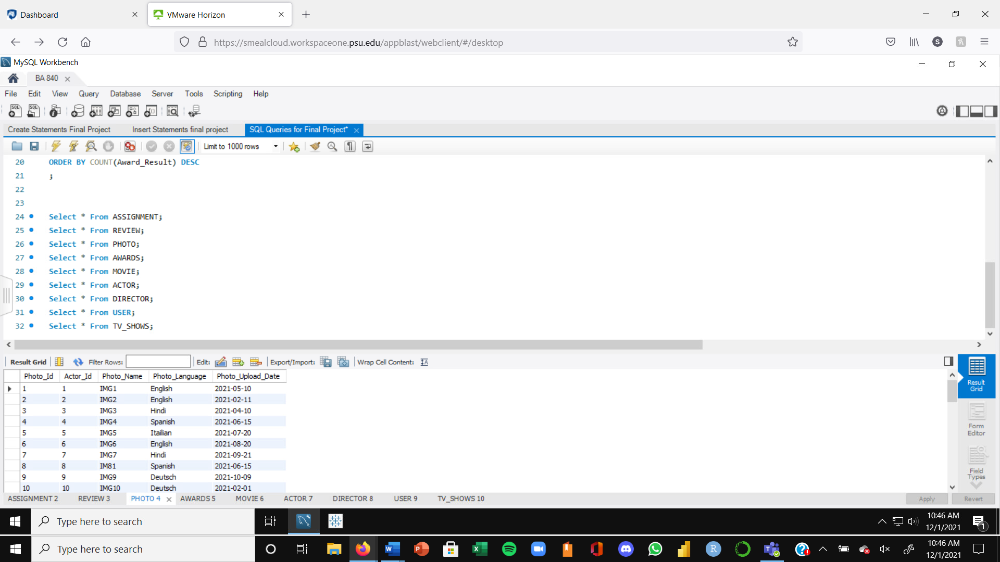 Dashboard
VMware Horizon
https://smealcloud.workspaceone.psu.edu/appblast/webclient/#/desktop
S
MySQL Workbench
BA 840
File Edit View Query Database Server Tools Scripting Help
Create Statements Final Project Insert Statements final project SQL Queries for Final Project*
Limit to 1000 rows
20 ORDER BY COUNT(Award_Result) DESC
21 ;
22
23
24 Select * From ASSIGNMENT;
25 Select * From REVIEW;
26 Select * From PHOTO;
27 Select * From AWARDS;
28 Select * From MOVIE;
29 Select * From ACTOR;
30 Select * From DIRECTOR;
31 Select * From USER;
32 Select * From TV_SHOWS;
Result Grid Filter Rows: Edit: Export/Import: Wrap Cell Content:
Photo_Id Actor_Id Photo_Name Photo_Language Photo_Upload_Date
1 1 IMG1 English 2021-05-10
2 2 IMG2 English 2021-02-11
3 3 IMG3 Hindi 2021-04-10
4 4 IMG4 Spanish 2021-06-15
5 5 IMG5 Itailian 2021-07-20
6 6 IMG6 English 2021-08-20
7 7 IMG7 Hindi 2021-09-21
8 8 IM81 Spanish 2021-06-15
9 9 IMG9 Deutsch 2021-10-09
10 10 IMG10 Deutsch 2021-02-01
Result
Grid
Form
Editor
Field
Types
ASSIGNMENT 2 REVIEW 3 PHOTO 4 AWARDS 5 MOVIE 6 ACTOR 7 DIRECTOR 8 USER 9 TV_SHOWS 10
Apply Revert
Type here to search
10:46 AM
12/1/2021
1
Type here to search
10:46 AM
12/1/2021